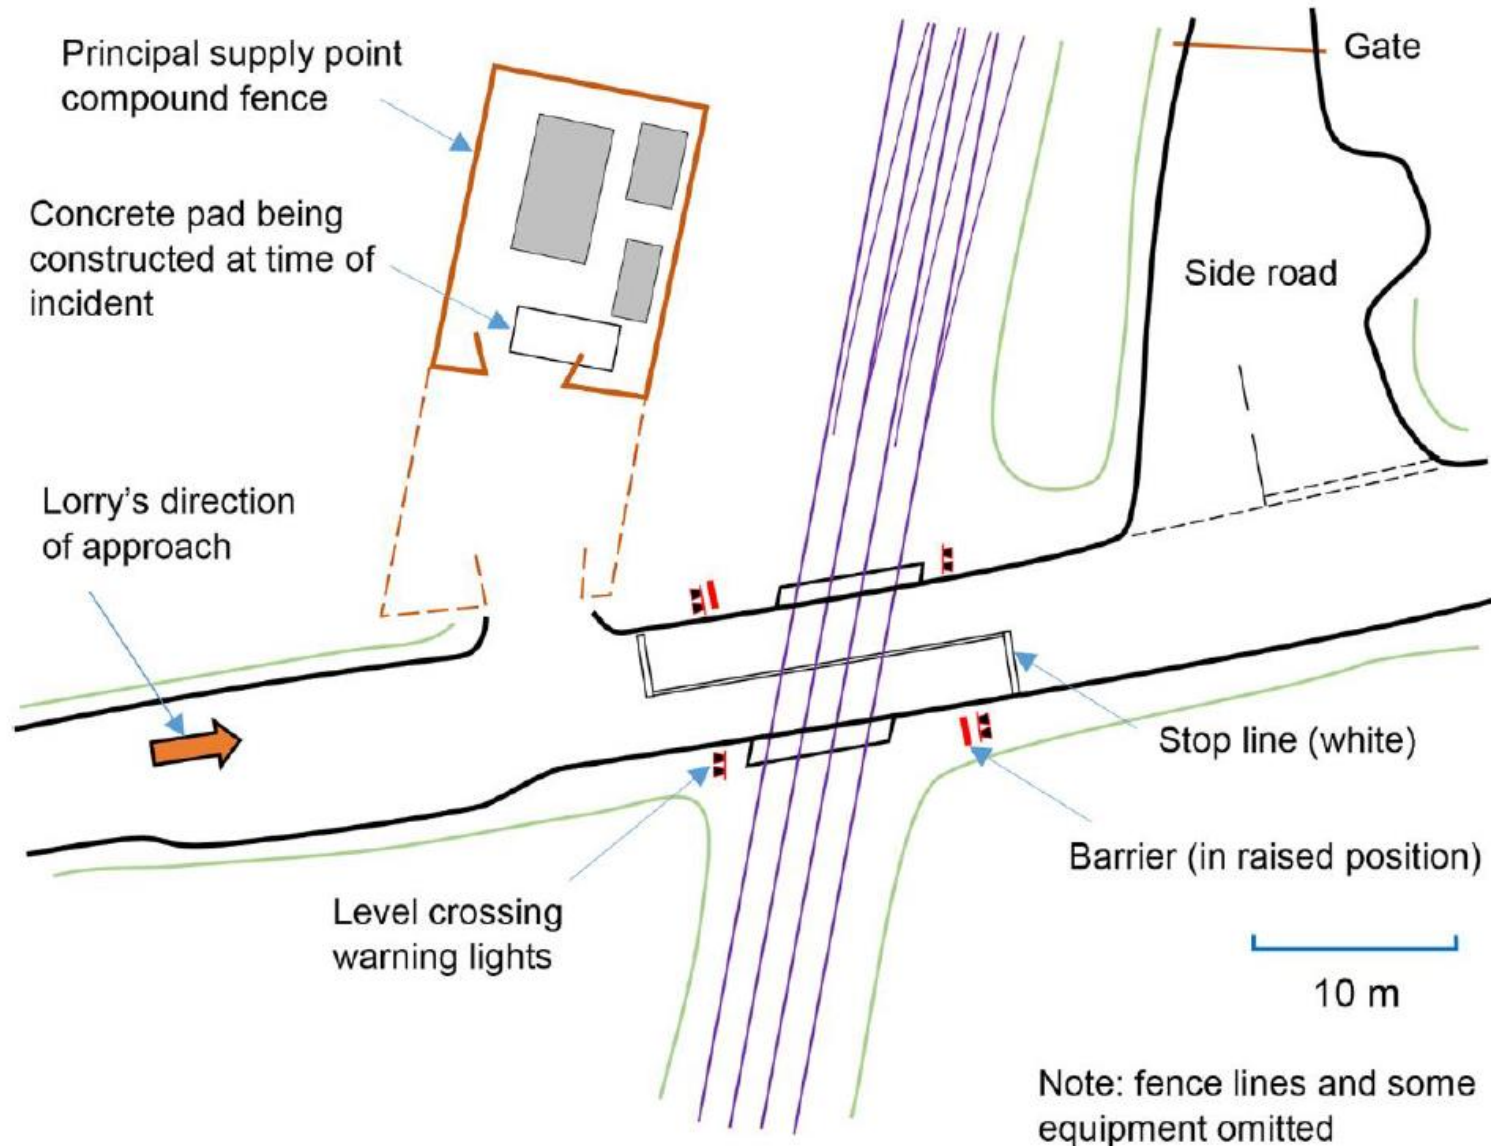 Principal supply point
compound fence
Gate
Concrete pad being
constructed at time of
incident
Side road
Lorry’s direction
of approach
Stop line (white)
Barrier (in raised position)
Level crossing
warning lights
10 m
Note: fence lines and some
equipment omitted